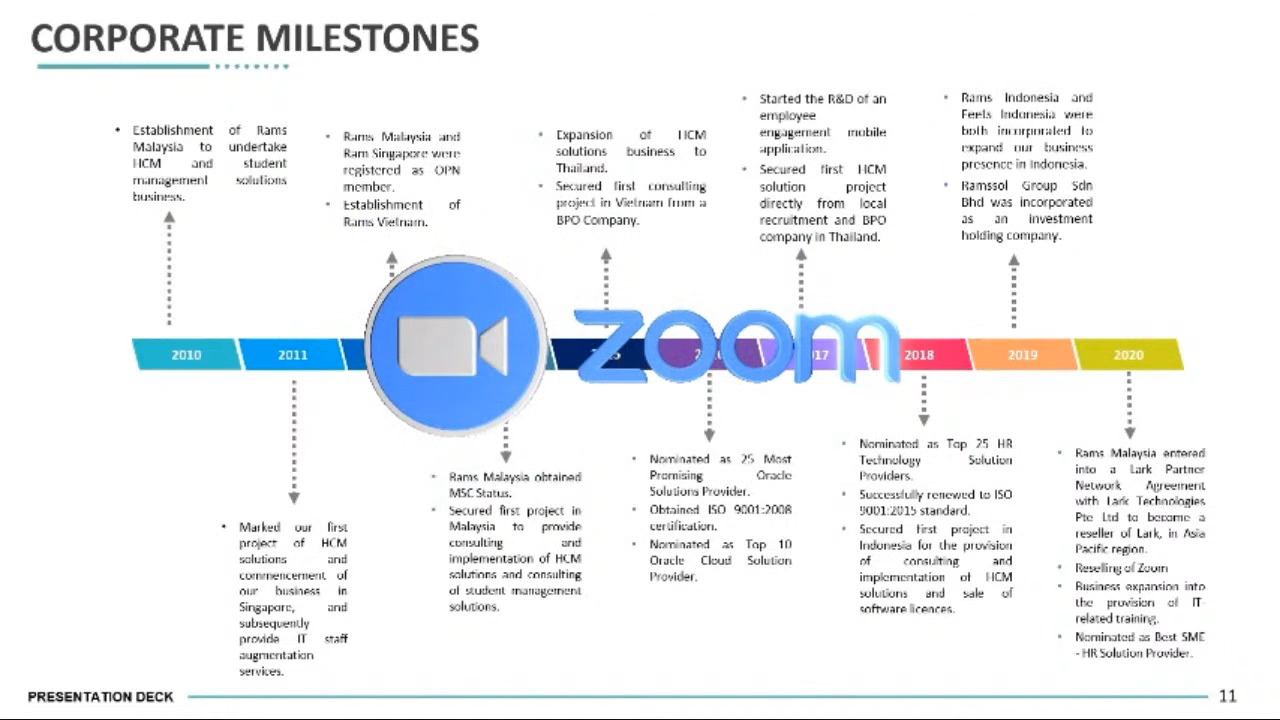 CORPORATE MILESTONES
• Establishment of Rams
Malaysia to undertake
HCM and student
management solutions
business.
• Rams Malaysia and
Ram Singapore were
registered as OPN
member.
• Establishment of
Rams Vietnam.
• Expansion of HCM
solutions business to
Thailand.
• Secured first consulting
project in Vietnam from a
BPO Company.
• Started the R&D of an
employee
engagement mobile
application.
• Secured first HCM
solution project
directly from local
recruitment and BPO
company in Thailand.
• Rams Indonesia and
Feets Indonesia were
both incorporated to
expand our business
presence in Indonesia.
• Ramssol Group Sdn
Bhd was incorporated
as an investment
holding company.
2010 2011 2018 2019 2020
zoom
• Marked our first
project of HCM
solutions and
commencement of
our business in
Singapore, and
subsequently
provide IT staff
augmentation
services.
• Rams Malaysia obtained
MSC Status.
• Secured first project in
Malaysia to provide
consulting and
implementation of HCM
solutions and consulting
of student management
solutions.
• Nominated as 25 Most
Promising Oracle
Solutions Provider.
• Obtained ISO 9001:2008
certification.
• Nominated as Top 10
Oracle Cloud Solution
Provider.
• Nominated as Top 25 HR
Technology Solution
Providers.
• Successfully renewed to ISO
9001:2015 standard.
• Secured first project in
Indonesia for the provision
of consulting and
implementation of HCM
solutions and sale of
software licences.
• Rams Malaysia entered
into a Lark Partner
Network Agreement
with Lark Technologies
Pte Ltd to become a
reseller of Lark, in Asia
Pacific region.
• Reselling of Zoom
• Business expansion into
the provision of IT-
related training.
• Nominated as Best SME
- HR Solution Provider.
PRESENTATION DECK
11